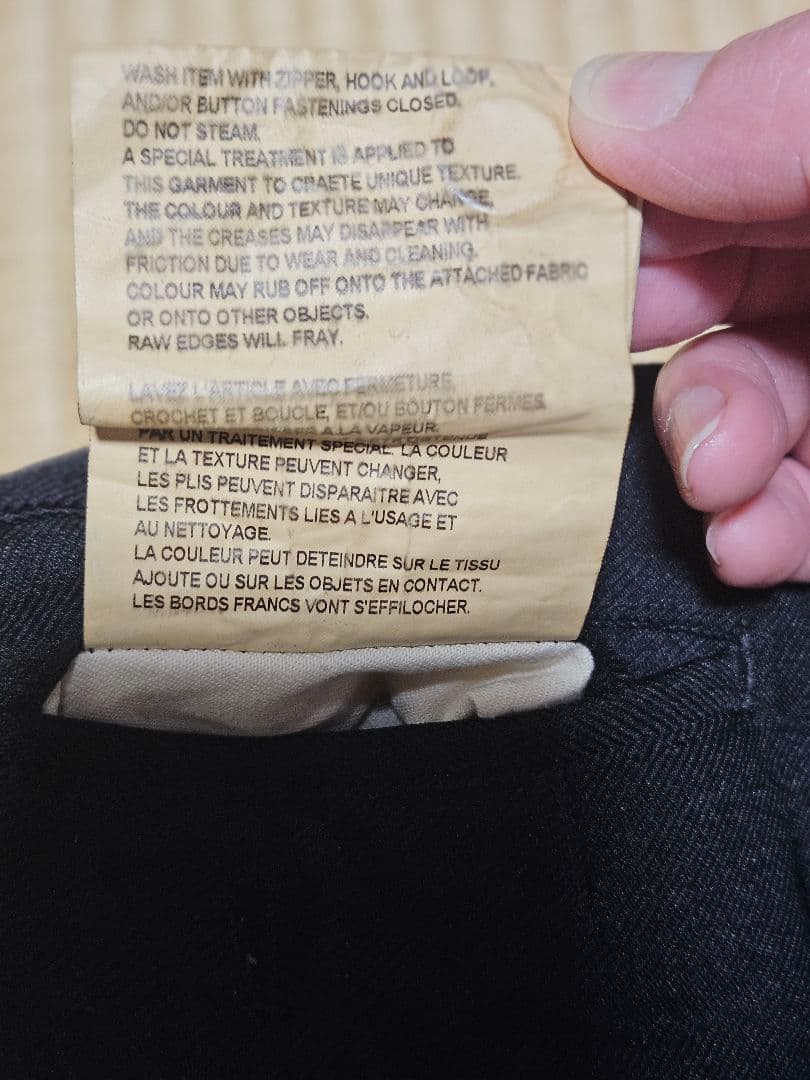 WASH ITEM WITH ZIPPER, HOOK AND LOOP,
AND/OR BUTTON FASTENINGS CLOSED.
DO NOT STEAM.
A SPECIAL TREATMENT IS APPLIED TO
THIS GARMENT TO CRAETE UNIQUE TEXTURE.
THE COLOUR AND TEXTURE MAY CHANGE,
AND THE CREASES MAY DISAPPEAR WITH
FRICTION DUE TO WEAR AND CLEANING.
COLOUR MAY RUB OFF ONTO THE ATTACHED FABRIC
OR ONTO OTHER OBJECTS.
RAW EDGES WILL FRAY.
LAVEZ L'ARTICLE AVEC FERMETURE,
CROCHET ET BOUCLE, ET/OU BOUTON FERMES.
A LA VAPEUR.
PAR UN TRAITEMENT SPECIAL. LA COULEUR
ET LA TEXTURE PEUVENT CHANGER,
LES PLIS PEUVENT DISPARAITRE AVEC
LES FROTTEMENTS LIES A L'USAGE ET
AU NETTOYAGE.
LA COULEUR PEUT DETEINDRE SUR LE TISSU
AJOUTE OU SUR LES OBJETS EN CONTACT.
LES BORDS FRANCS VONT S'EFFILOCHER.